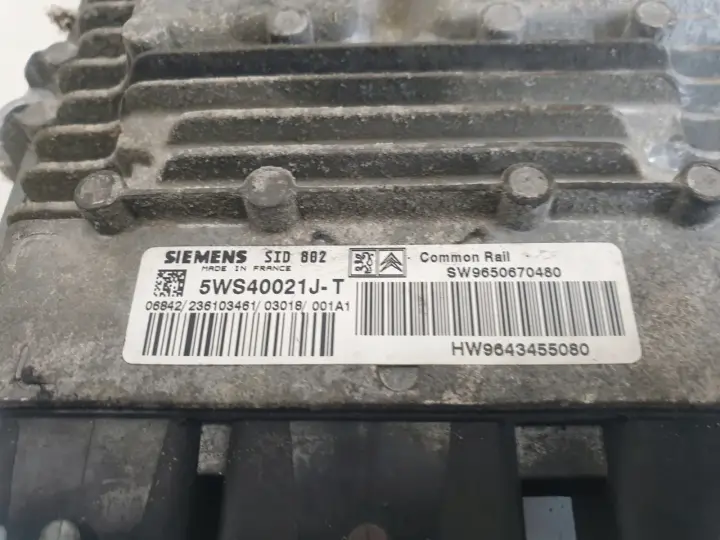 SIEMENS SID 802
MADE IN FRANCE
5WS40021J-T
06842/236103461/03018/001A1
Common Rail
SW9650670480
HW9643455080